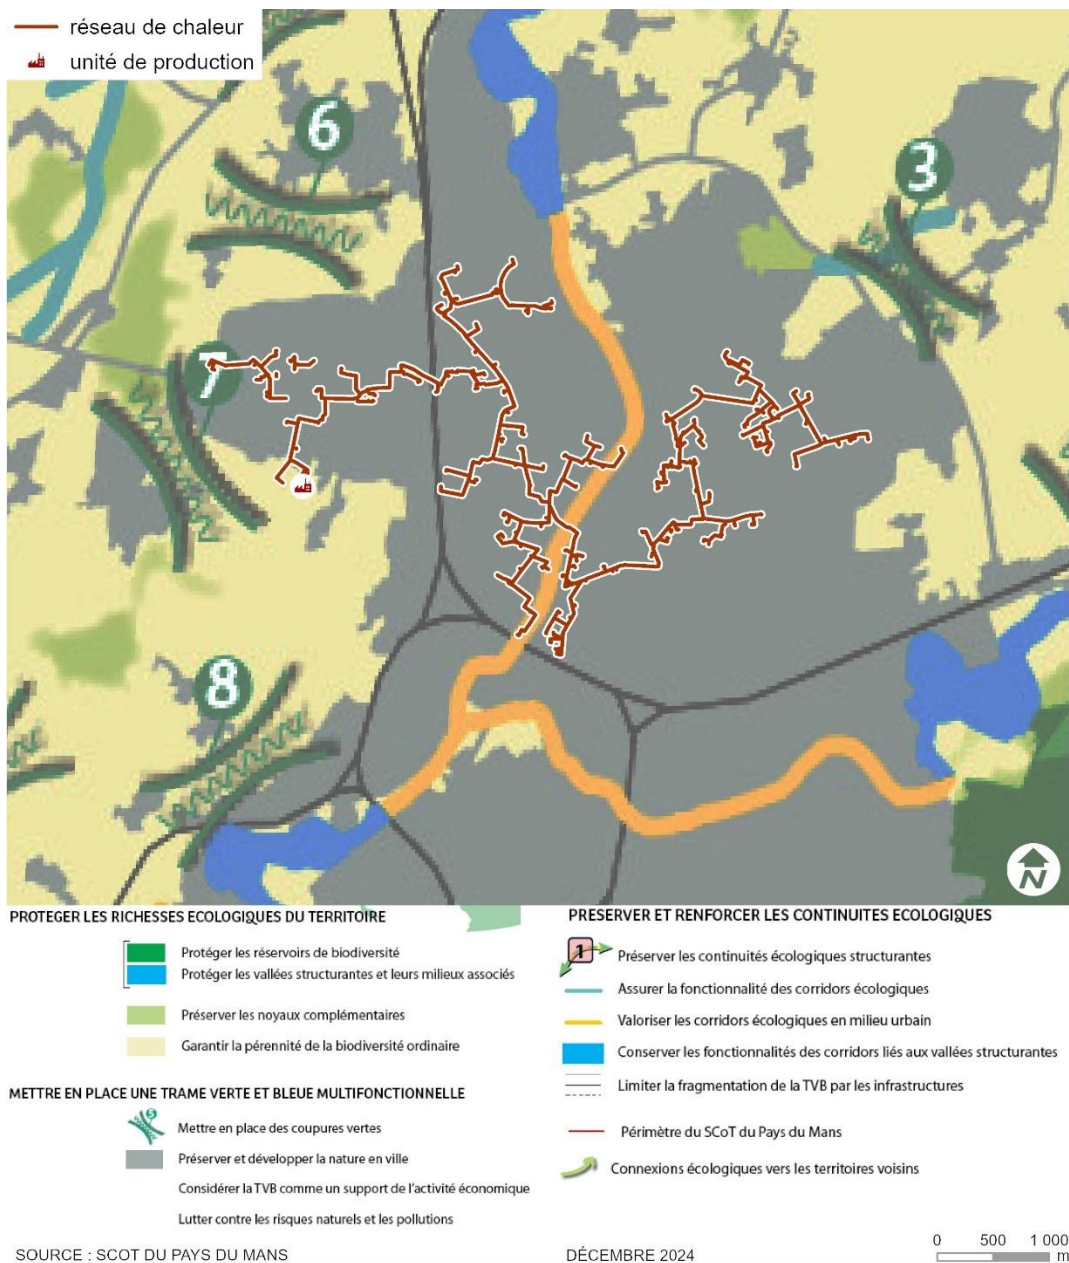 réseau de chaleur
unité de production
6
3
7
8
N
PROTEGER LES RICHESSES ECOLOGIQUES DU TERRITOIRE
Protéger les réservoirs de biodiversité
Protéger les vallées structurantes et leurs milieux associés
Préserver les noyaux complémentaires
Garantir la pérennité de la biodiversité ordinaire
METTRE EN PLACE UNE TRAME VERTE ET BLEUE MULTIFONCTIONNELLE
5
Mettre en place des coupures vertes
Préserver et développer la nature en ville
Considérer la TVB comme un support de l'activité économique
Lutter contre les risques naturels et les pollutions
PRESERVER ET RENFORCER LES CONTINUITES ECOLOGIQUES
1
Préserver les continuités écologiques structurantes
Assurer la fonctionnalité des corridors écologiques
Valoriser les corridors écologiques en milieu urbain
Conserver les fonctionnalités des corridors liés aux vallées structurantes
Limiter la fragmentation de la TVB par les infrastructures
Périmètre du SCoT du Pays du Mans
Connexions écologiques vers les territoires voisins
SOURCE : SCOT DU PAYS DU MANS
DÉCEMBRE 2024
0 500 1 000
m